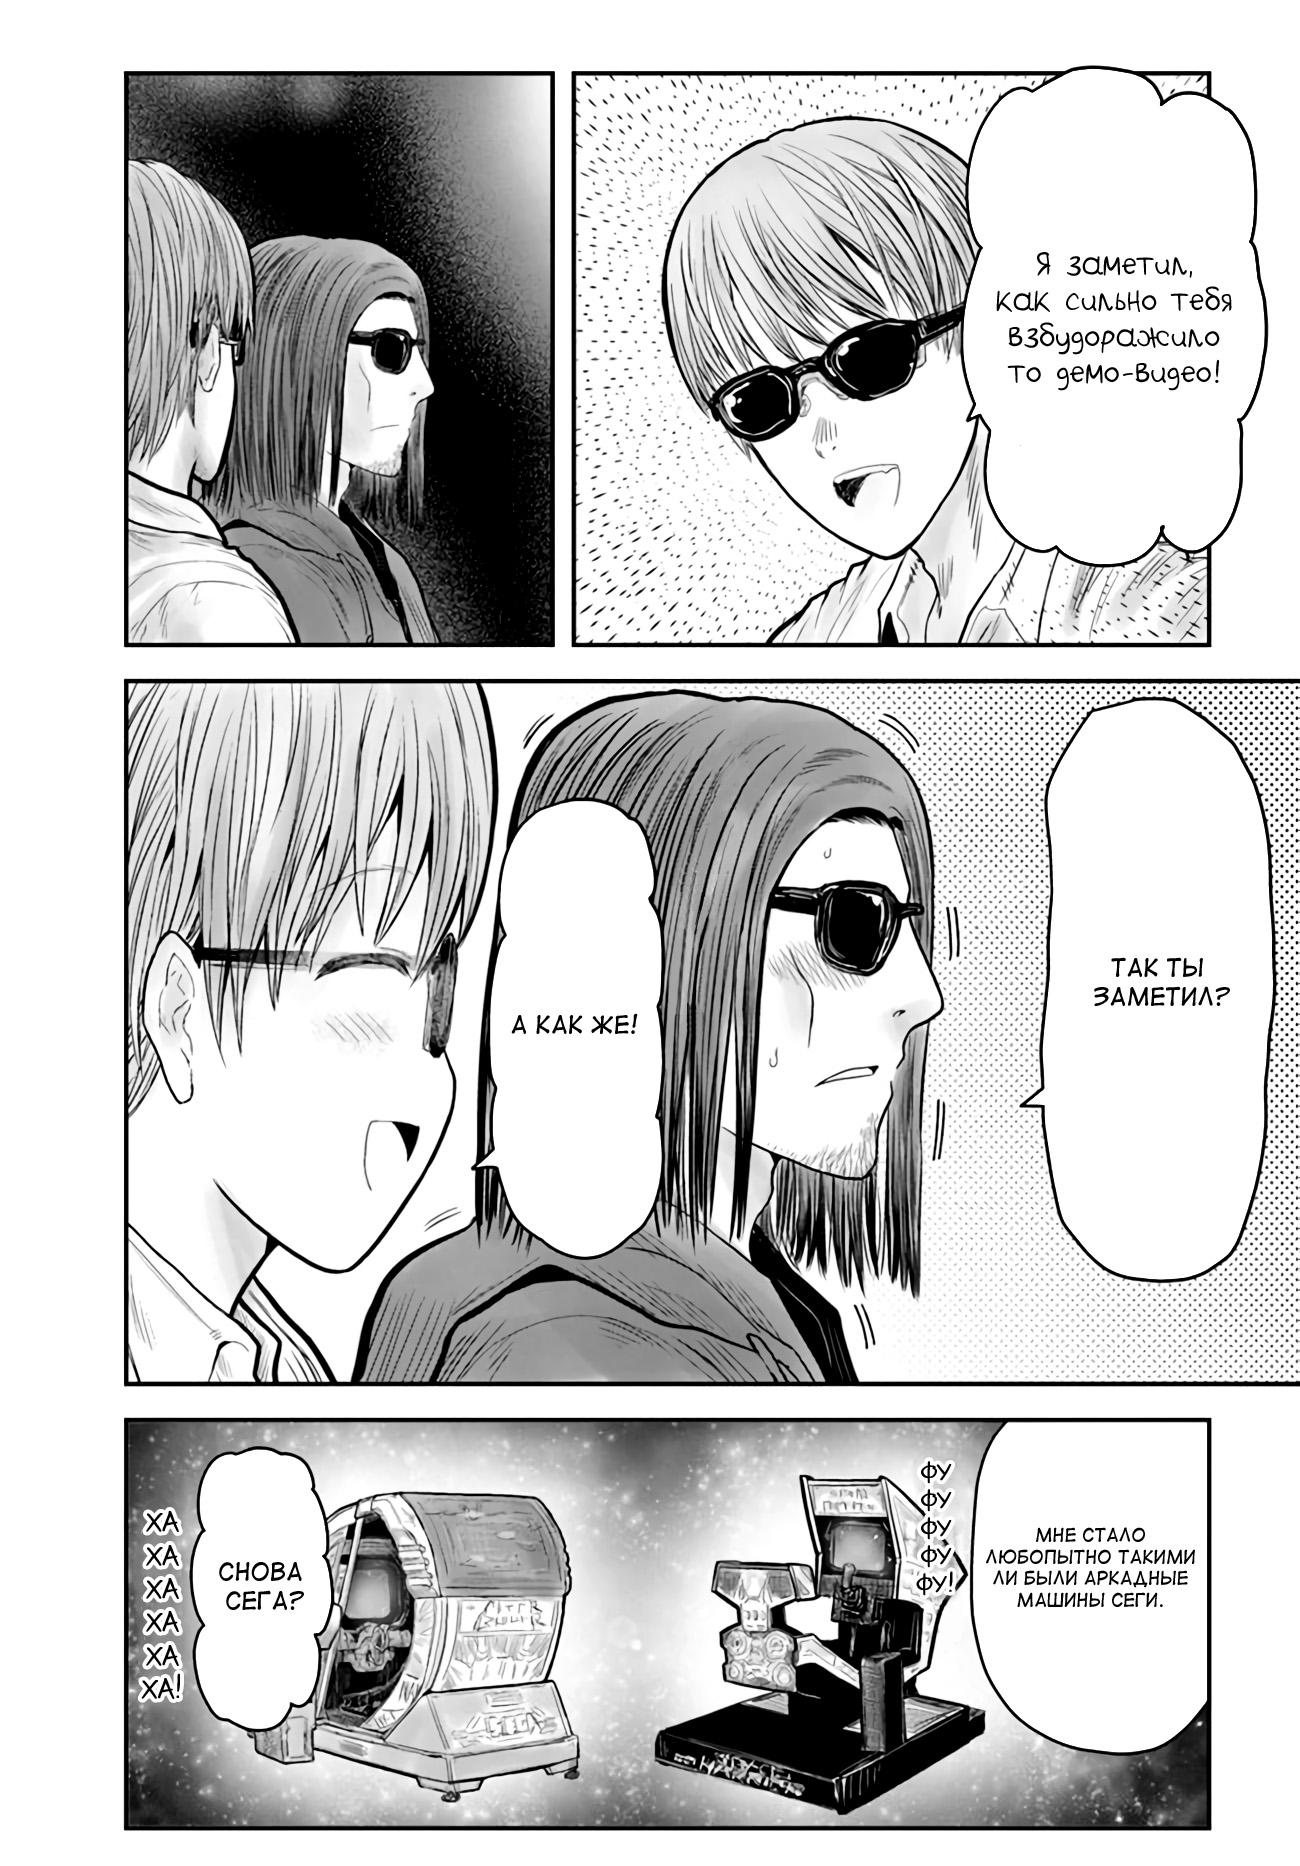 Я ЗАМЕТИЛ,
КАК СИЛЬНО ТЕБЯ
ВЗБУДОРАЖИЛО
ТО ДЕМО-ВИДЕО!
ТАК ТЫ
ЗАМЕТИЛ?
А КАК ЖЕ!
МНЕ СТАЛО
ЛЮБОПЫТНО ТАКИМИ
ЛИ БЫЛИ АРКАДНЫЕ
МАШИНЫ СЕГИ.
ФУ
ФУ
ФУ
ФУ
ФУ!
СНОВА
СЕГА?
ХА
ХА
ХА
ХА
ХА
ХА!